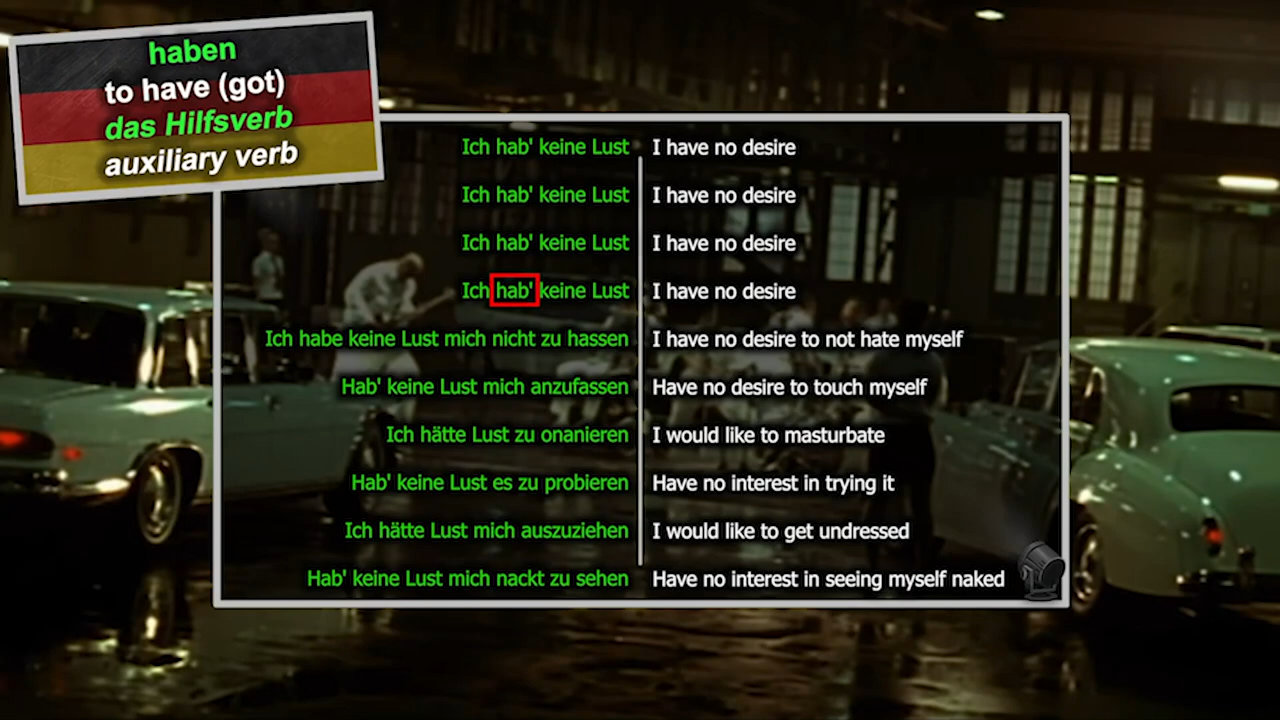 haben
to have (got)
das Hilfsverb
auxiliary verb
Ich hab' keine Lust I have no desire
Ich hab' keine Lust I have no desire
Ich hab' keine Lust I have no desire
Ich hab' keine Lust I have no desire
Ich habe keine Lust mich nicht zu hassen I have no desire to not hate myself
Hab' keine Lust mich anzufassen Have no desire to touch myself
Ich hätte Lust zu onanieren I would like to masturbate
Hab' keine Lust es zu probieren Have no interest in trying it
Ich hätte Lust mich auszuziehen I would like to get undressed
Hab' keine Lust mich nackt zu sehen Have no interest in seeing myself naked